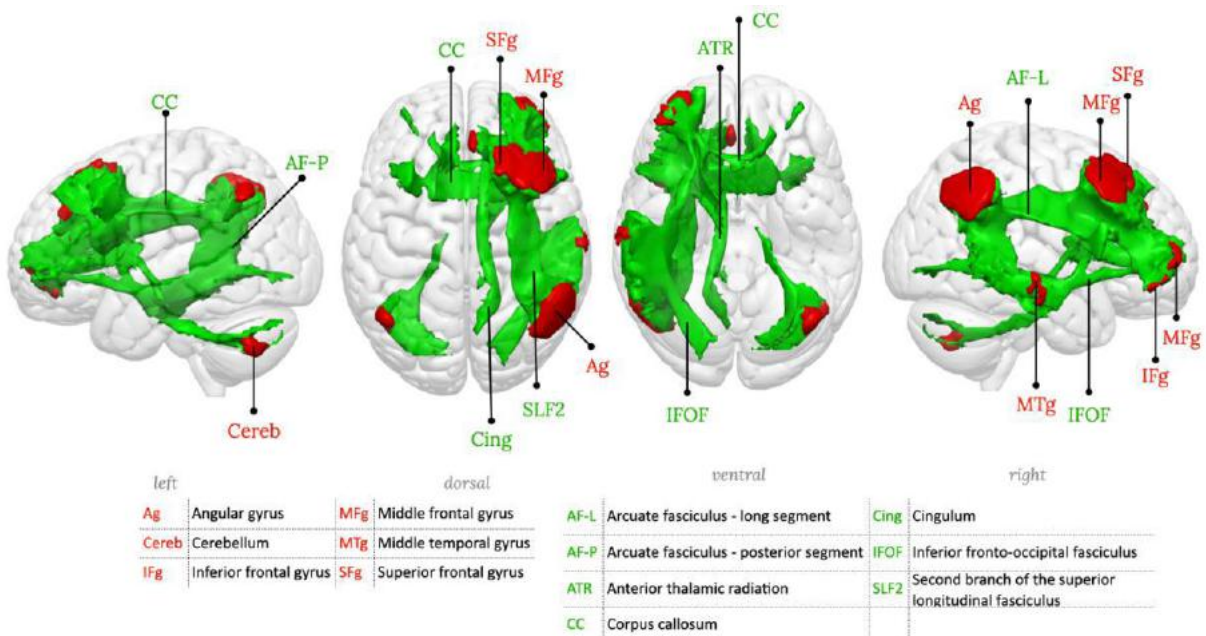 CC
AF-P
Cereb
CC
SFg
MFg
Ag
SLF2
Cing
ATR
CC
IFOF
Ag
AF-L
MFg
SFg
MFg
IFg
MTg
IFOF
left
dorsal
ventral
right
Ag Angular gyrus MFg Middle frontal gyrus
Cereb Cerebellum MTg Middle temporal gyrus
IFg Inferior frontal gyrus SFg Superior frontal gyrus
AF-L Arcuate fasciculus - long segment Cing Cingulum
AF-P Arcuate fasciculus - posterior segment IFOF Inferior fronto-occipital fasciculus
ATR Anterior thalamic radiation SLF2 Second branch of the superior
longitudinal fasciculus
CC Corpus callosum